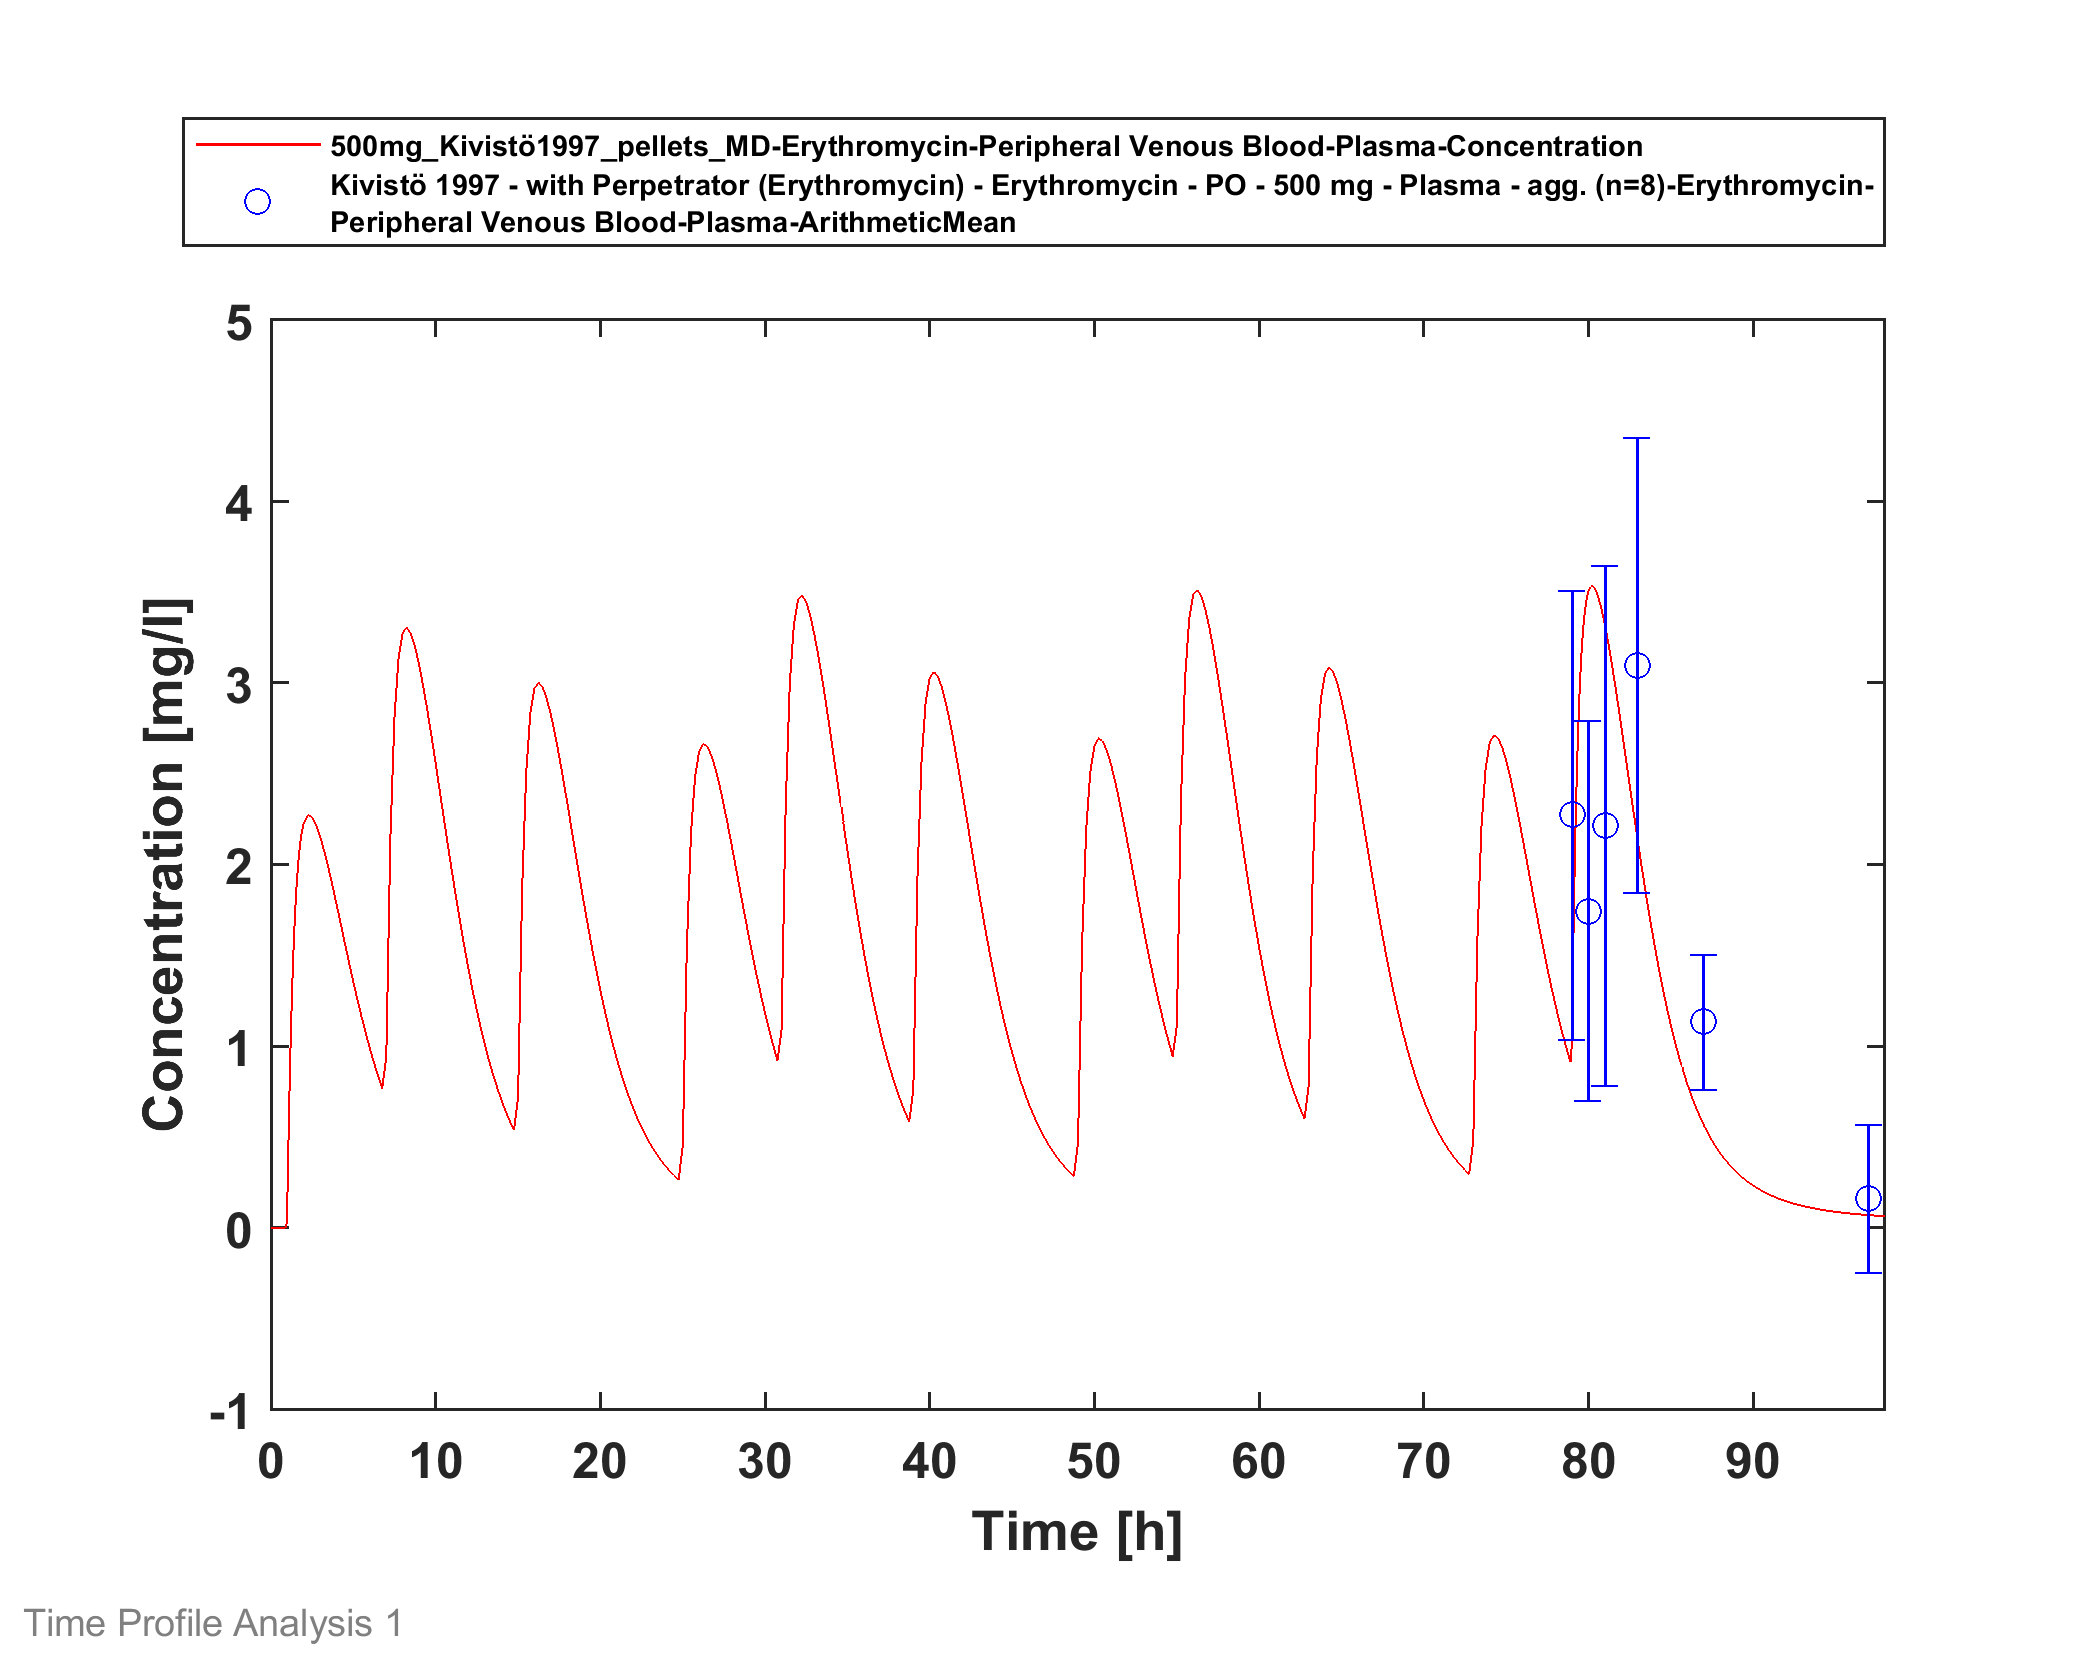 500mg_Kivistö1997_pellets_MD-Erythromycin-Peripheral Venous Blood-Plasma-Concentration
Kivistö 1997 - with Perpetrator (Erythromycin) - Erythromycin - PO - 500 mg - Plasma - agg. (n=8)-Erythromycin-
Peripheral Venous Blood-Plasma-ArithmeticMean
5
4
3
2
1
0
-1
Concentration [mg/l]
0 10 20 30 40 50 60 70 80 90
Time [h]
Time Profile Analysis 1